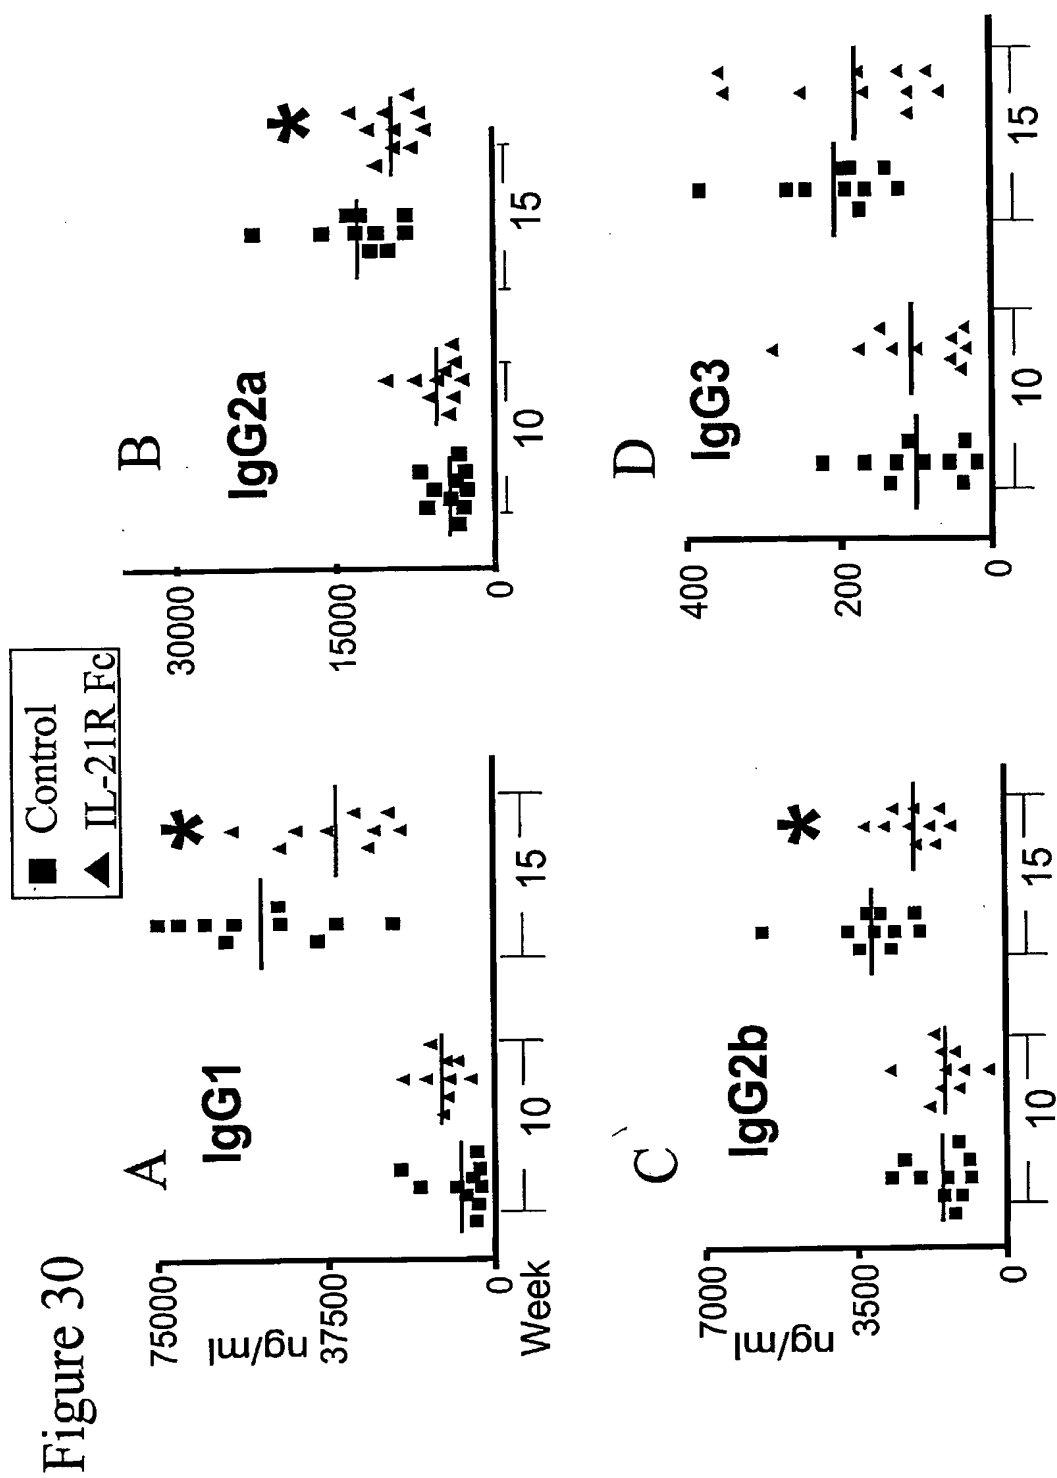 Figure 30
■ Control
▲ IL-21R Fc
A
IgG1
75000
ng/ml
37500
0
Week
10
15
*
B
IgG2a
30000
15000
0
10
15
*
C
IgG2b
7000
ng/ml
3500
0
10
15
*
D
IgG3
400
200
0
10
15